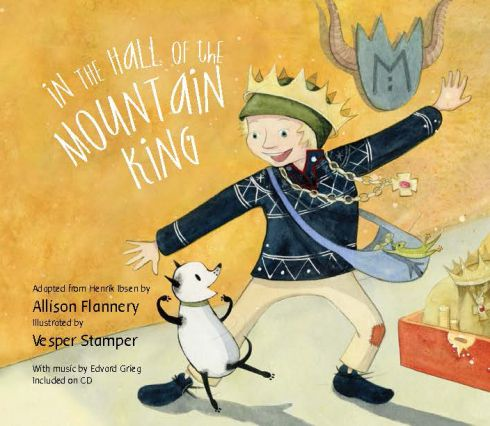 in the Hall of the
Mountain
King
Adapted from Henrik Ibsen by
Allison Flannery
Illustrated by
Vesper Stamper
With music by Edvard Grieg
Included on CD
M